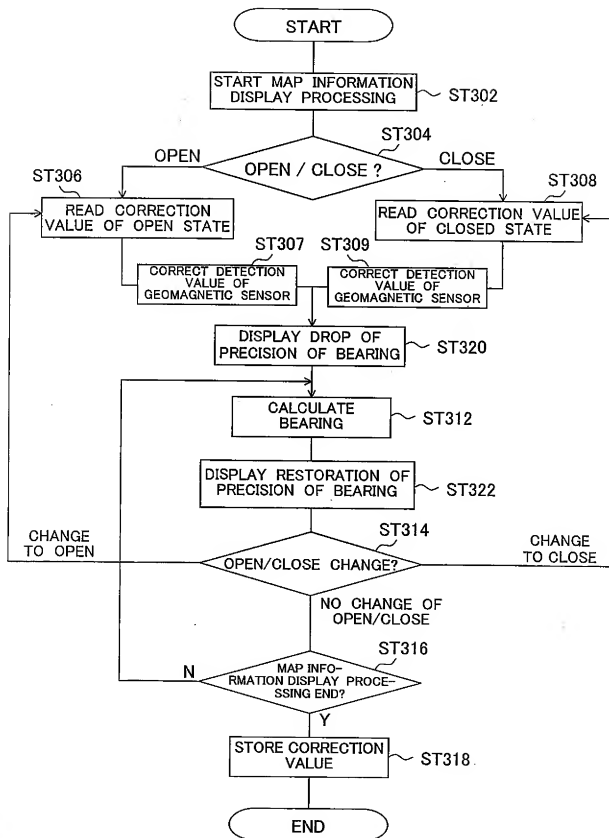 START
START MAP INFORMATION
DISPLAY PROCESSING
ST302
ST304
OPEN / CLOSE ?
OPEN
CLOSE
ST306
READ CORRECTION
VALUE OF OPEN STATE
ST308
READ CORRECTION VALUE
OF CLOSED STATE
ST307
CORRECT DETECTION
VALUE OF
GEOMAGNETIC SENSOR
ST309
CORRECT DETECTION
VALUE OF
GEOMAGNETIC SENSOR
DISPLAY DROP OF
PRECISION OF BEARING
ST320
CALCULATE
BEARING
ST312
DISPLAY RESTORATION OF
PRECISION OF BEARING
ST322
CHANGE
TO OPEN
ST314
OPEN/CLOSE CHANGE?
CHANGE
TO CLOSE
NO CHANGE OF
OPEN/CLOSE
ST316
N
MAP INFO-
RMATION DISPLAY PROCE-
SSING END?
Y
STORE CORRECTION
VALUE
ST318
END